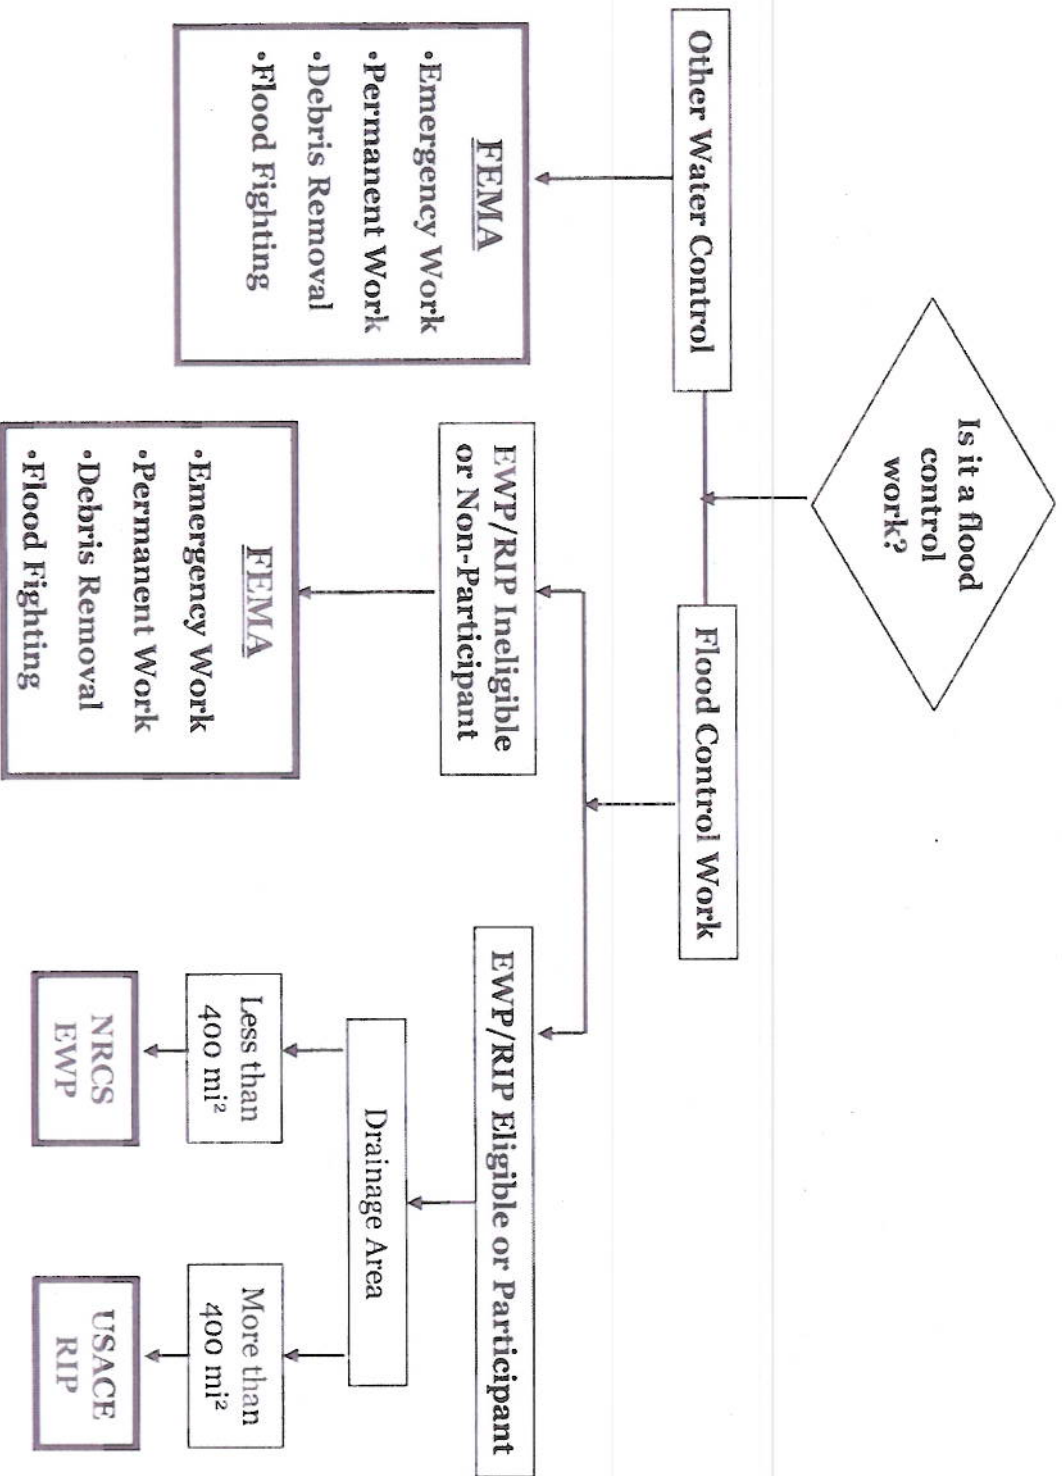 Is it a flood
control
work?
Other Water Control
Flood Control Work
FEMA
•Emergency Work
•Permanent Work
•Debris Removal
•Flood Fighting
EWP/RIP Ineligible
or Non-Participant
FEMA
•Emergency Work
•Permanent Work
•Debris Removal
•Flood Fighting
EWP/RIP Eligible or Participant
Drainage Area
Less than
400 mi²
More than
400 mi²
NRCS
EWP
USACE
RIP